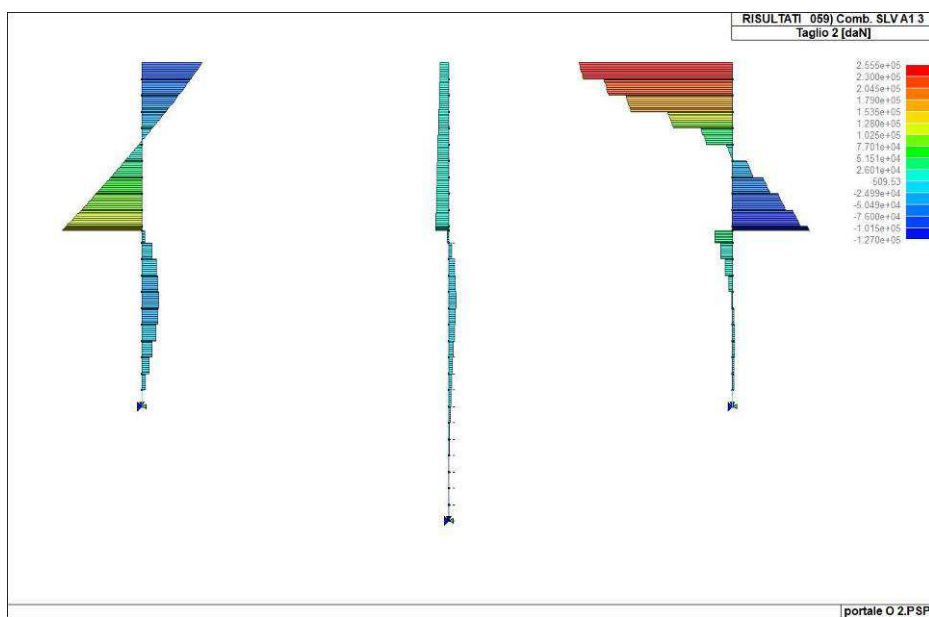 RISULTATI 059) Comb. SLV A1 3
Taglio 2 [daN]
2.555e+05
2.300e+05
2.045e+05
1.790e+05
1.535e+05
1.280e+05
1.025e+05
7.701e+04
5.151e+04
2.601e+04
509.53
-2.499e+04
-5.049e+04
-7.600e+04
-1.015e+05
-1.270e+05
portale O 2.PSP